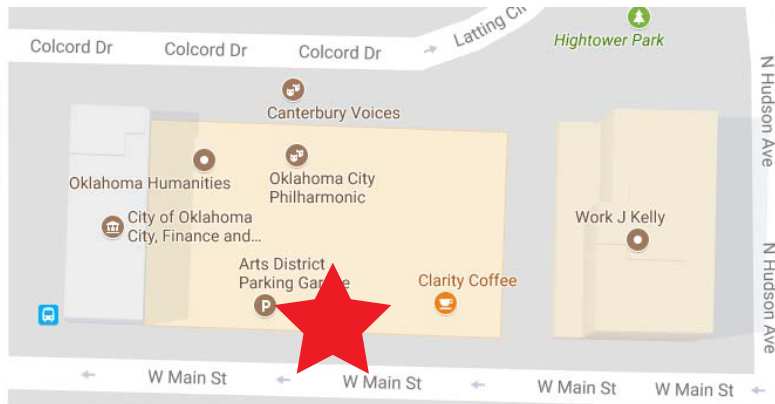 Colcord Dr
Colcord Dr
Colcord Dr
Latting
Hightower Park
N Hudson Ave
Canterbury Voices
Oklahoma Humanities
Oklahoma City
Philharmonic
City of Oklahoma
City, Finance and...
Work J Kelly
Arts District
Parking
P
Clarity Coffee
N Hudson Ave
W Main St
W Main St
W Main St
W Main St